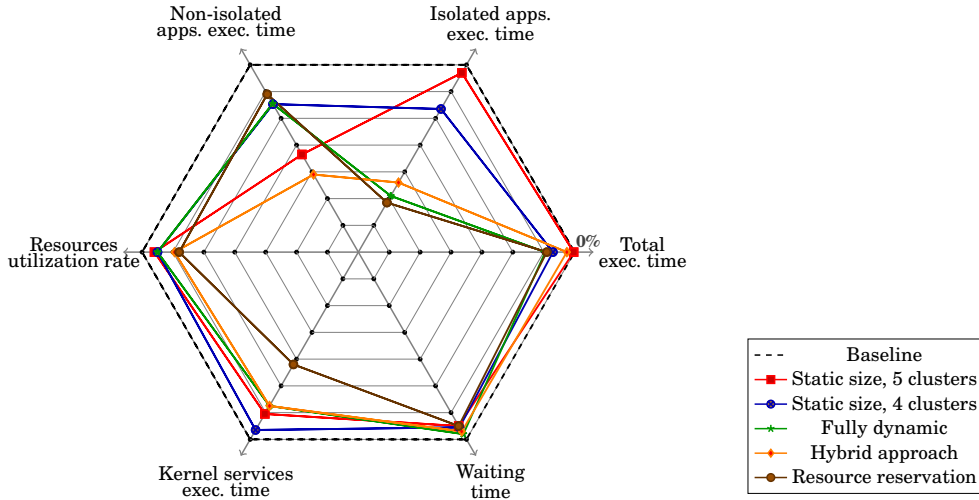 Non-isolated
apps. exec. time
Isolated apps.
exec. time
0%
Resources
utilization rate
Total
exec. time
Kernel services
exec. time
Waiting
time
Baseline
Static size, 5 clusters
Static size, 4 clusters
Fully dynamic
Hybrid approach
Resource reservation